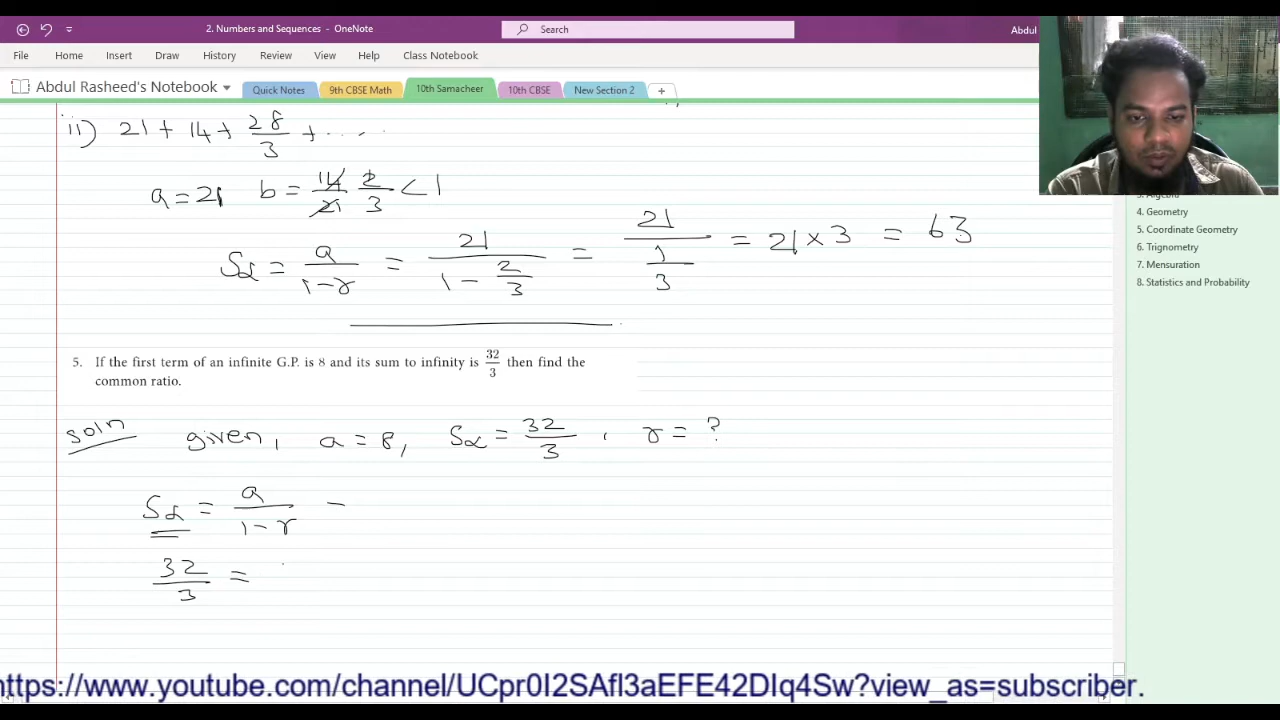 2. Numbers and Sequences - OneNote
Search
Abdul
File Home Insert Draw History Review View Help Class Notebook
Abdul Rasheed's Notebook Quick Notes 9th CBSE Math 10th Samacheer 10th CBSE New Section 2 +
ii) 21 + 14 + 28/3 + ....
a = 21 b = 14/21 2/3 < 1
S∝ = a/(1-r) = 21/(1 - 2/3) = 21/(1/3) = 21 × 3 = 63
5. If the first term of an infinite G.P. is 8 and its sum to infinity is 32/3 then find the
common ratio.
soln given, a = 8, S∝ = 32/3 , r = ?
S∝ = a/(1-r) =
32/3 =
3. Algebra
4. Geometry
5. Coordinate Geometry
6. Trignometry
7. Mensuration
8. Statistics and Probability
https://www.youtube.com/channel/UCpr0I2SAfl3aEFE42DIq4Sw?view_as=subscriber.